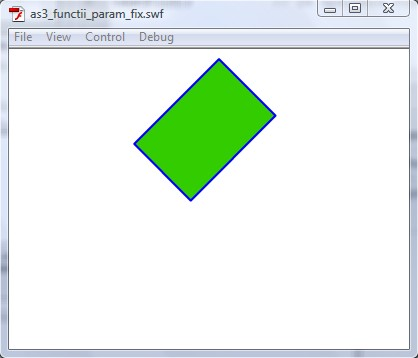 as3_functii_param_fix.swf
File View Control Debug